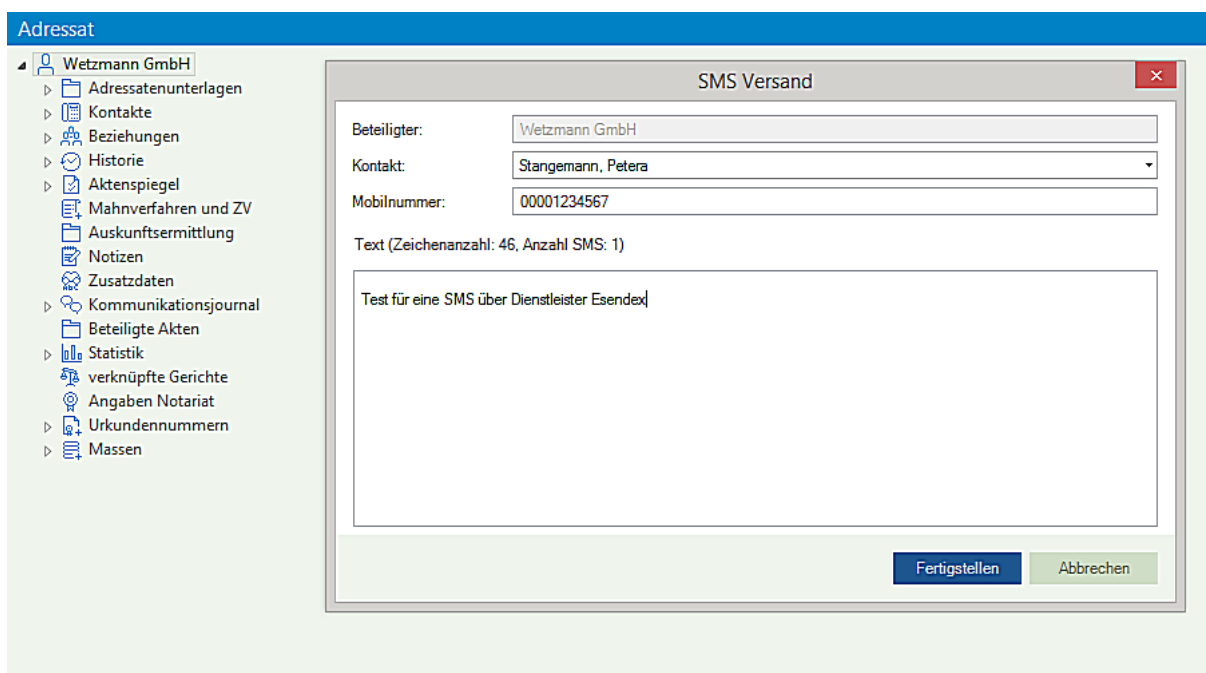 Adressat
Wetzmann GmbH
Adressatenunterlagen
Kontakte
Beziehungen
Historie
Aktenspiegel
Mahnverfahren und ZV
Auskunftsermittlung
Notizen
Zusatzdaten
Kommunikationsjournal
Beteiligte Akten
Statistik
verknüpfte Gerichte
Angaben Notariat
Urkundennummern
Massen
SMS Versand
Beteiligter: Wetzmann GmbH
Kontakt: Stangemann, Petera
Mobilnummer: 00001234567
Text (Zeichenanzahl: 46, Anzahl SMS: 1)
Test für eine SMS über Dienstleister Esendex
Fertigstellen Abbrechen